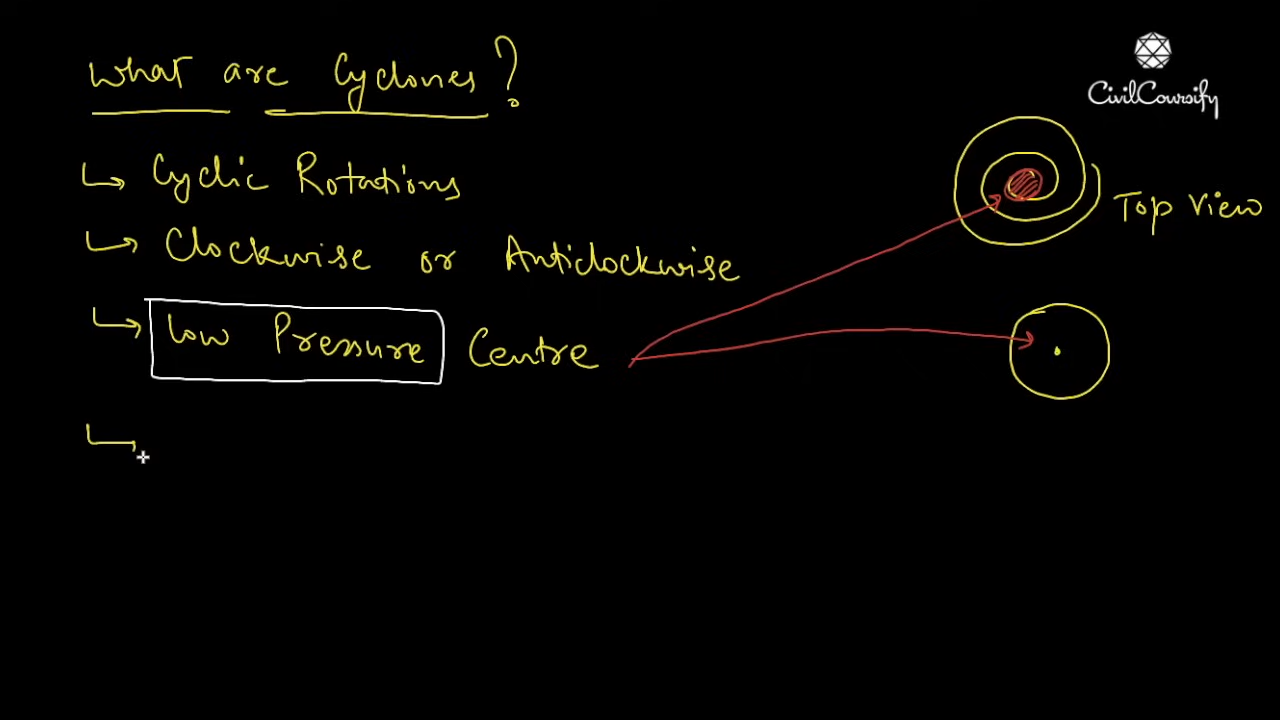 What are Cyclones?
CivilCoursify
Cyclic Rotations
Top View
Clockwise or Anticlockwise
Low Pressure Centre